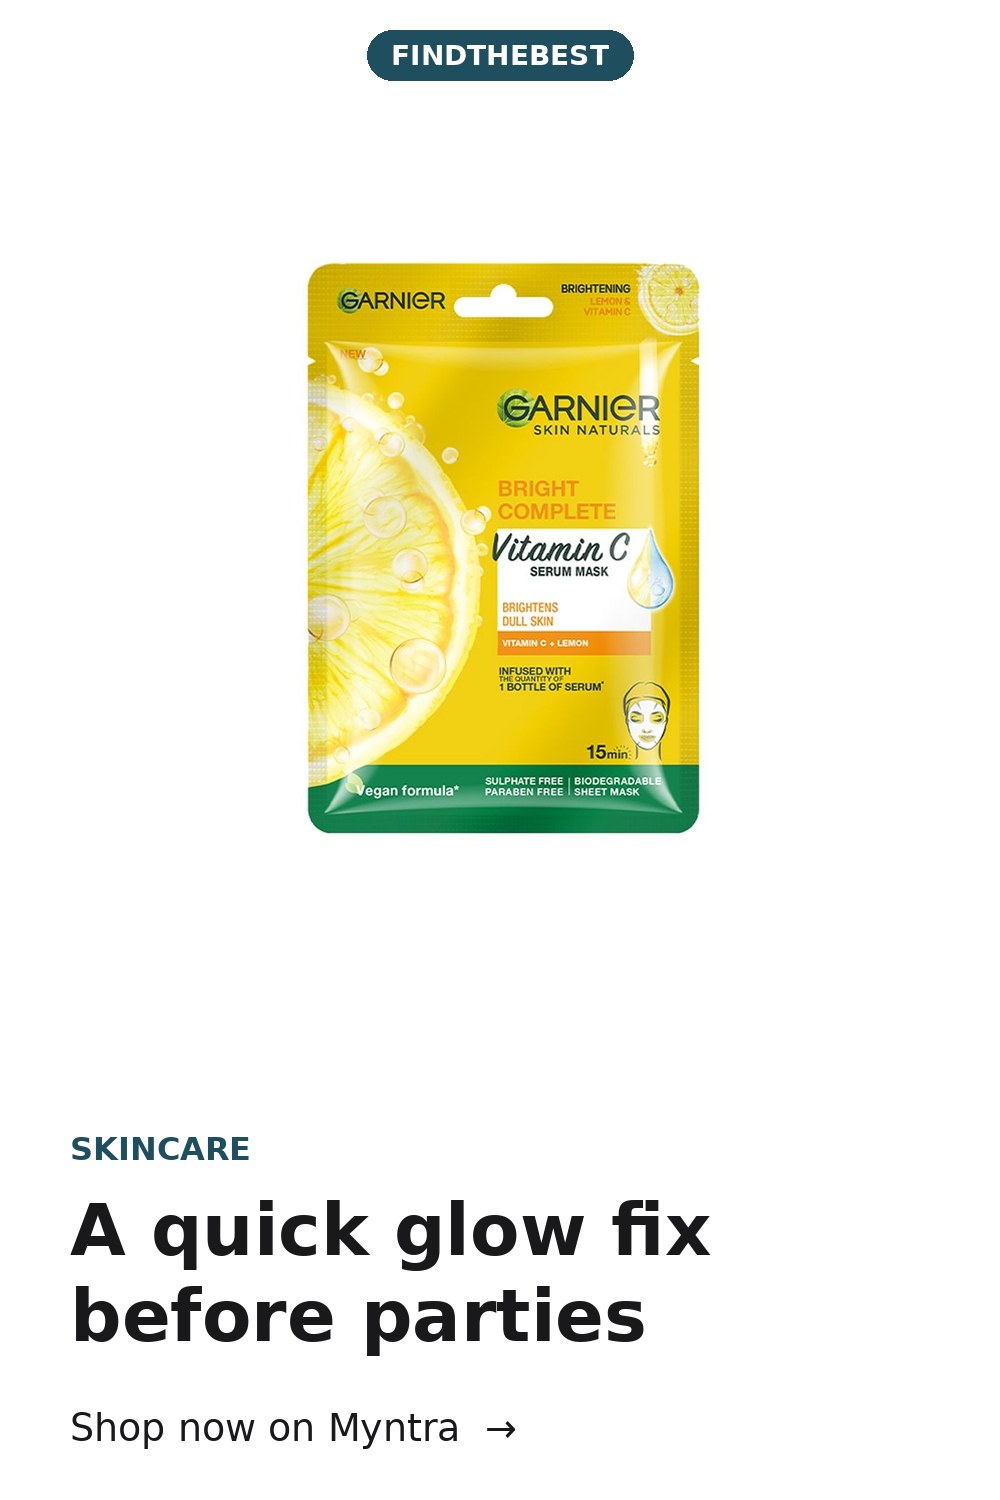 FINDTHEBEST
GARNIER
BRIGHTENING
LEMON &
VITAMIN C
NEW
GARNIER
SKIN NATURALS
BRIGHT
COMPLETE
Vitamin C
SERUM MASK
BRIGHTENS
DULL SKIN
VITAMIN C + LEMON
INFUSED WITH
THE QUANTITY OF
1 BOTTLE OF SERUM*
15min
Vegan formula*
SULPHATE FREE | BIODEGRADABLE
PARABEN FREE | SHEET MASK
SKINCARE
A quick glow fix
before parties
Shop now on Myntra →